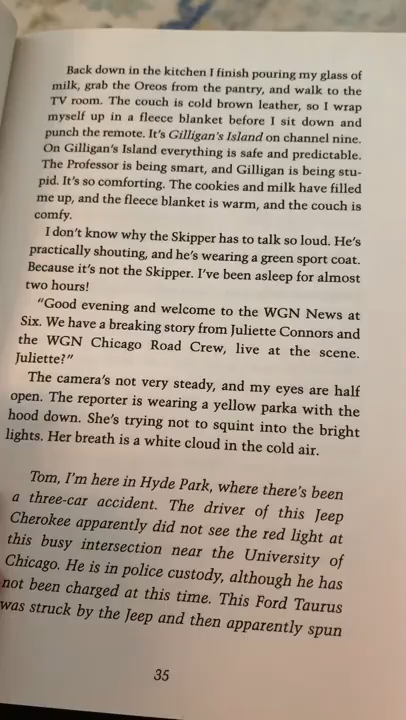 Back down in the kitchen I finish pouring my glass of
milk, grab the Oreos from the pantry, and walk to the
TV room. The couch is cold brown leather, so I wrap
myself up in a fleece blanket before I sit down and
punch the remote. It's Gilligan's Island on channel nine.
On Gilligan's Island everything is safe and predictable.
The Professor is being smart, and Gilligan is being stu-
pid. It's so comforting. The cookies and milk have filled
me up, and the fleece blanket is warm, and the couch is
comfy.
I don't know why the Skipper has to talk so loud. He's
practically shouting, and he's wearing a green sport coat.
Because it's not the Skipper. I've been asleep for almost
two hours!
"Good evening and welcome to the WGN News at
Six. We have a breaking story from Juliette Connors and
the WGN Chicago Road Crew, live at the scene.
Juliette?"
The camera's not very steady, and my eyes are half
open. The reporter is wearing a yellow parka with the
hood down. She's trying not to squint into the bright
lights. Her breath is a white cloud in the cold air.
Tom, I'm here in Hyde Park, where there's been
a three-car accident. The driver of this Jeep
Cherokee apparently did not see the red light at
this busy intersection near the University of
Chicago. He is in police custody, although he has
not been charged at this time. This Ford Taurus
was struck by the Jeep and then apparently spun
35